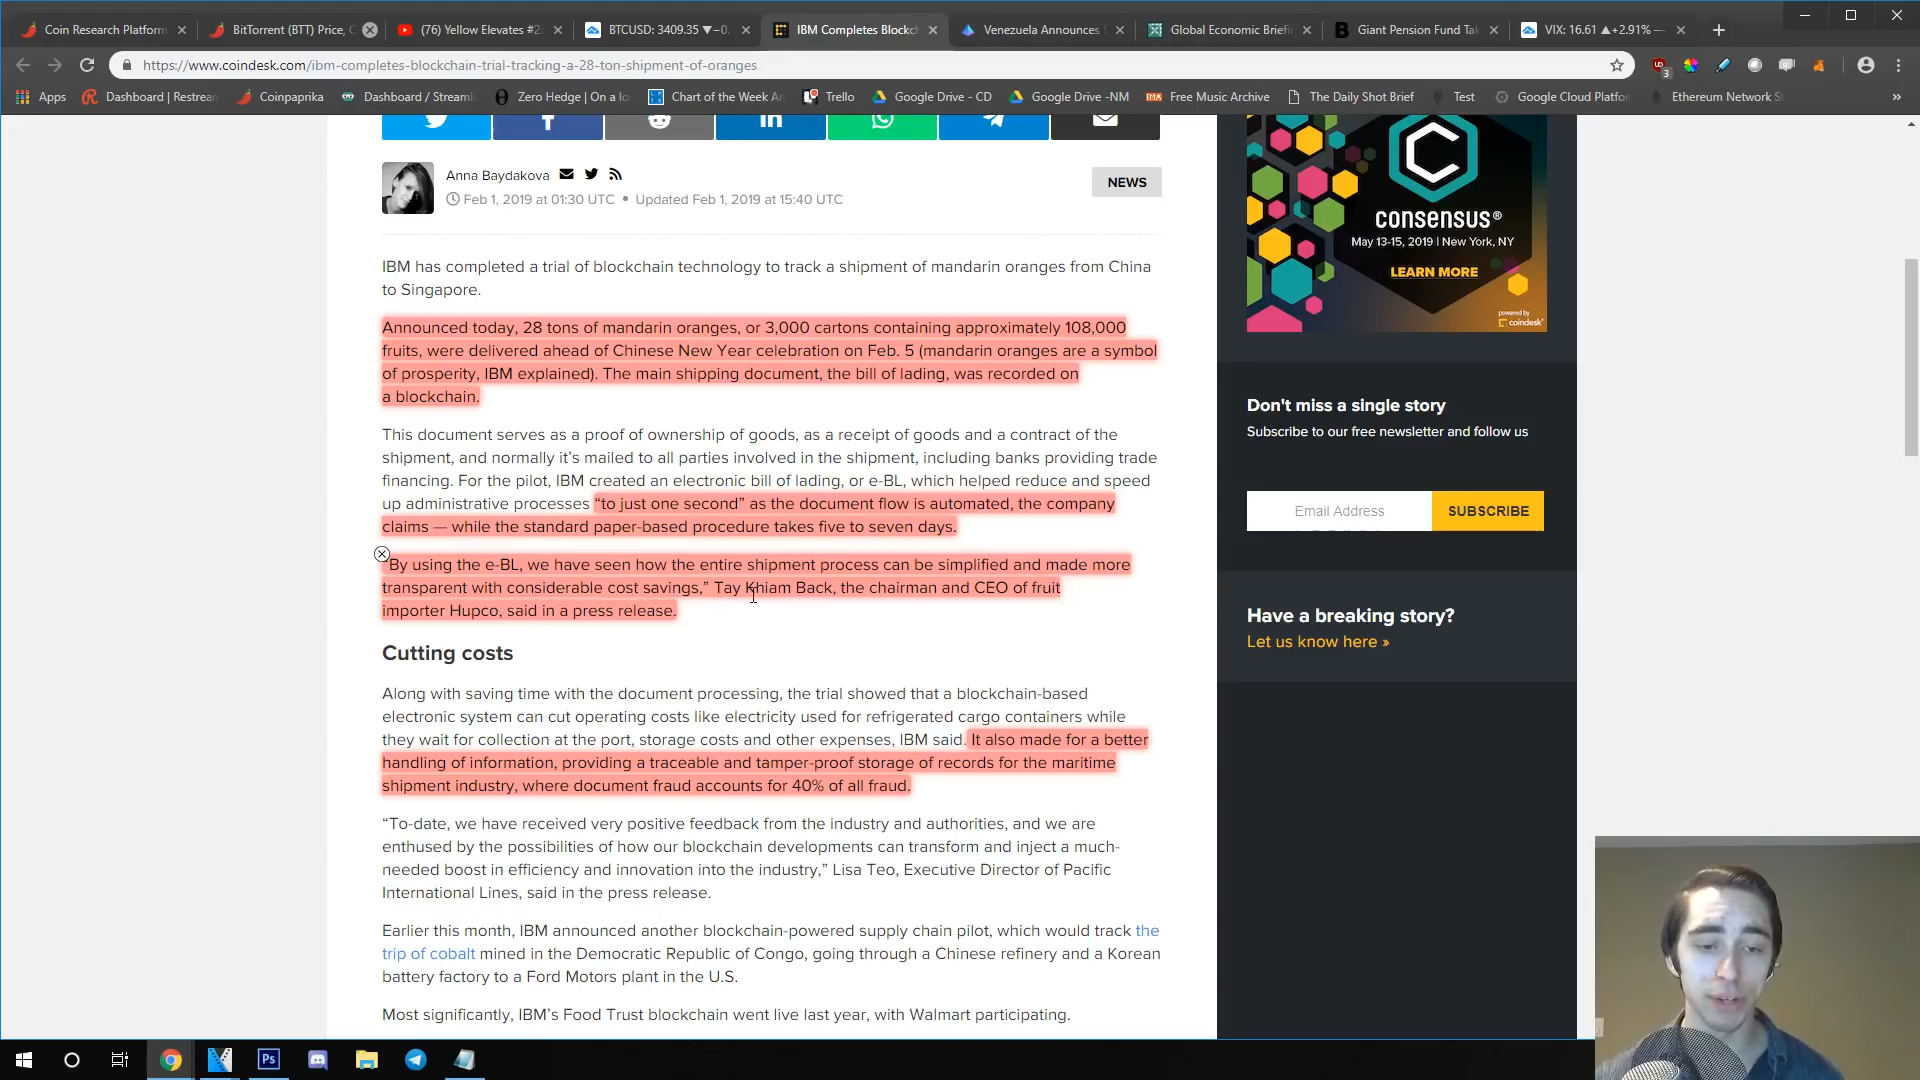 Coin Research Platform
BitTorrent (BTT) Price, C
(76) Yellow Elevates #2
BTCUSD: 3409.35 ▼−0.
IBM Completes Blockch
Venezuela Announces
Global Economic Briefi
Giant Pension Fund Tak
VIX: 16.61 ▲+2.91% —
https://www.coindesk.com/ibm-completes-blockchain-trial-tracking-a-28-ton-shipment-of-oranges
3
Apps
Dashboard | Restrea
Coinpaprika
Dashboard / Streaml
Zero Hedge | On a lo
Chart of the Week Ar
Trello
Google Drive - CD
Google Drive -NM
Free Music Archive
The Daily Shot Brief
Test
Google Cloud Platfor
Ethereum Network S
»
Anna Baydakova
Feb 1, 2019 at 01:30 UTC • Updated Feb 1, 2019 at 15:40 UTC
NEWS
IBM has completed a trial of blockchain technology to track a shipment of mandarin oranges from China
to Singapore.
Announced today, 28 tons of mandarin oranges, or 3,000 cartons containing approximately 108,000
fruits, were delivered ahead of Chinese New Year celebration on Feb. 5 (mandarin oranges are a symbol
of prosperity, IBM explained). The main shipping document, the bill of lading, was recorded on
a blockchain.
This document serves as a proof of ownership of goods, as a receipt of goods and a contract of the
shipment, and normally it’s mailed to all parties involved in the shipment, including banks providing trade
financing. For the pilot, IBM created an electronic bill of lading, or e-BL, which helped reduce and speed
up administrative processes “to just one second” as the document flow is automated, the company
claims — while the standard paper-based procedure takes five to seven days.
“By using the e-BL, we have seen how the entire shipment process can be simplified and made more
transparent with considerable cost savings,” Tay Khiam Back, the chairman and CEO of fruit
importer Hupco, said in a press release.
Cutting costs
Along with saving time with the document processing, the trial showed that a blockchain-based
electronic system can cut operating costs like electricity used for refrigerated cargo containers while
they wait for collection at the port, storage costs and other expenses, IBM said. It also made for a better
handling of information, providing a traceable and tamper-proof storage of records for the maritime
shipment industry, where document fraud accounts for 40% of all fraud.
“To-date, we have received very positive feedback from the industry and authorities, and we are
enthused by the possibilities of how our blockchain developments can transform and inject a much-
needed boost in efficiency and innovation into the industry,” Lisa Teo, Executive Director of Pacific
International Lines, said in the press release.
Earlier this month, IBM announced another blockchain-powered supply chain pilot, which would track the
trip of cobalt mined in the Democratic Republic of Congo, going through a Chinese refinery and a Korean
battery factory to a Ford Motors plant in the U.S.
Most significantly, IBM’s Food Trust blockchain went live last year, with Walmart participating.
consensus®
May 13-15, 2019 | New York, NY
LEARN MORE
powered by
coindesk
Don't miss a single story
Subscribe to our free newsletter and follow us
Email Address
SUBSCRIBE
Have a breaking story?
Let us know here »
Ps